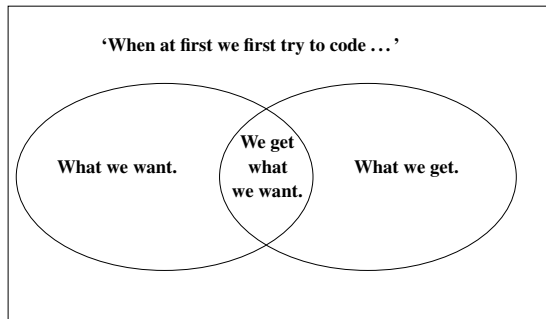 ‘When at first we first try to code . . . ’
What we want.
We get
what
we want.
What we get.